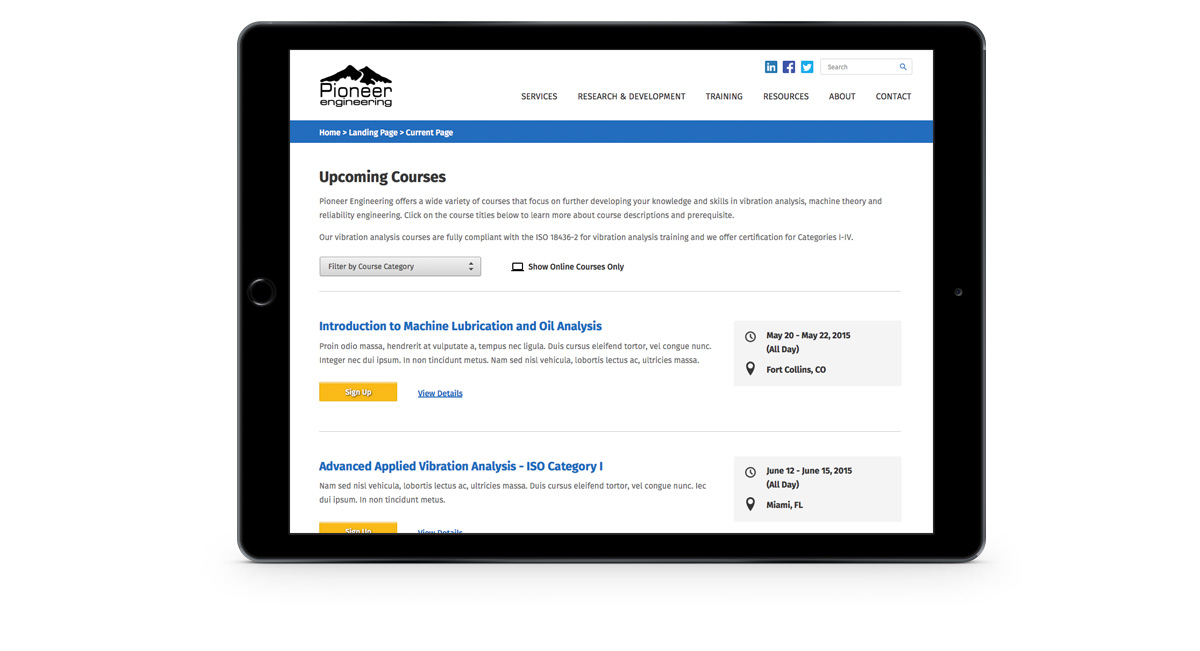 Pioneer
engineering
Search
SERVICES RESEARCH & DEVELOPMENT TRAINING RESOURCES ABOUT CONTACT
Home > Landing Page > Current Page
Upcoming Courses
Pioneer Engineering offers a wide variety of courses that focus on further developing your knowledge and skills in vibration analysis, machine theory and
reliability engineering. Click on the course titles below to learn more about course descriptions and prerequisite.
Our vibration analysis courses are fully compliant with the ISO 18436-2 for vibration analysis training and we offer certification for Categories I-IV.
Filter by Course Category
Show Online Courses Only
Introduction to Machine Lubrication and Oil Analysis
Proin odio massa, hendrerit at vulputate a, tempus nec ligula. Duis cursus eleifend tortor, vel congue nunc.
Integer nec dui ipsum. In non tincidunt metus. Nam sed nisl vehicula, lobortis lectus ac, ultricies massa.
Sign Up
View Details
May 20 - May 22, 2015
(All Day)
Fort Collins, CO
Advanced Applied Vibration Analysis - ISO Category I
Nam sed nisl vehicula, lobortis lectus ac, ultricies massa. Duis cursus eleifend tortor, vel congue nunc. Iec
dui ipsum. In non tincidunt metus.
Sign Up
View Details
June 12 - June 15, 2015
(All Day)
Miami, FL